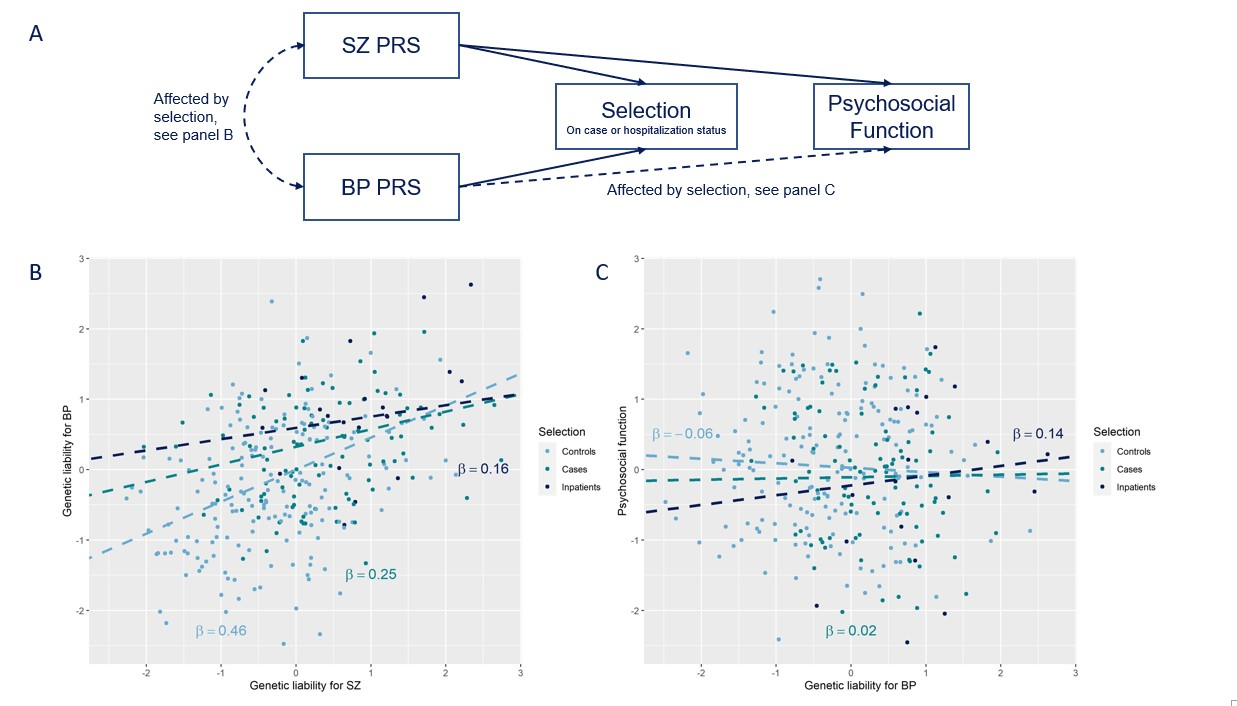 A
SZ PRS
Affected by
selection,
see panel B
Selection
On case or hospitalization status
Psychosocial
Function
BP PRS
Affected by selection, see panel C
B
3
2
1
0
-1
-2
-2
-1
0
1
2
3
Genetic liability for BP
Genetic liability for SZ
β = 0.16
β = 0.25
β = 0.46
Selection
Controls
Cases
Inpatients
C
3
2
1
0
-1
-2
-2
-1
0
1
2
3
Psychosocial function
Genetic liability for BP
β = −0.06
β = 0.14
β = 0.02
Selection
Controls
Cases
Inpatients